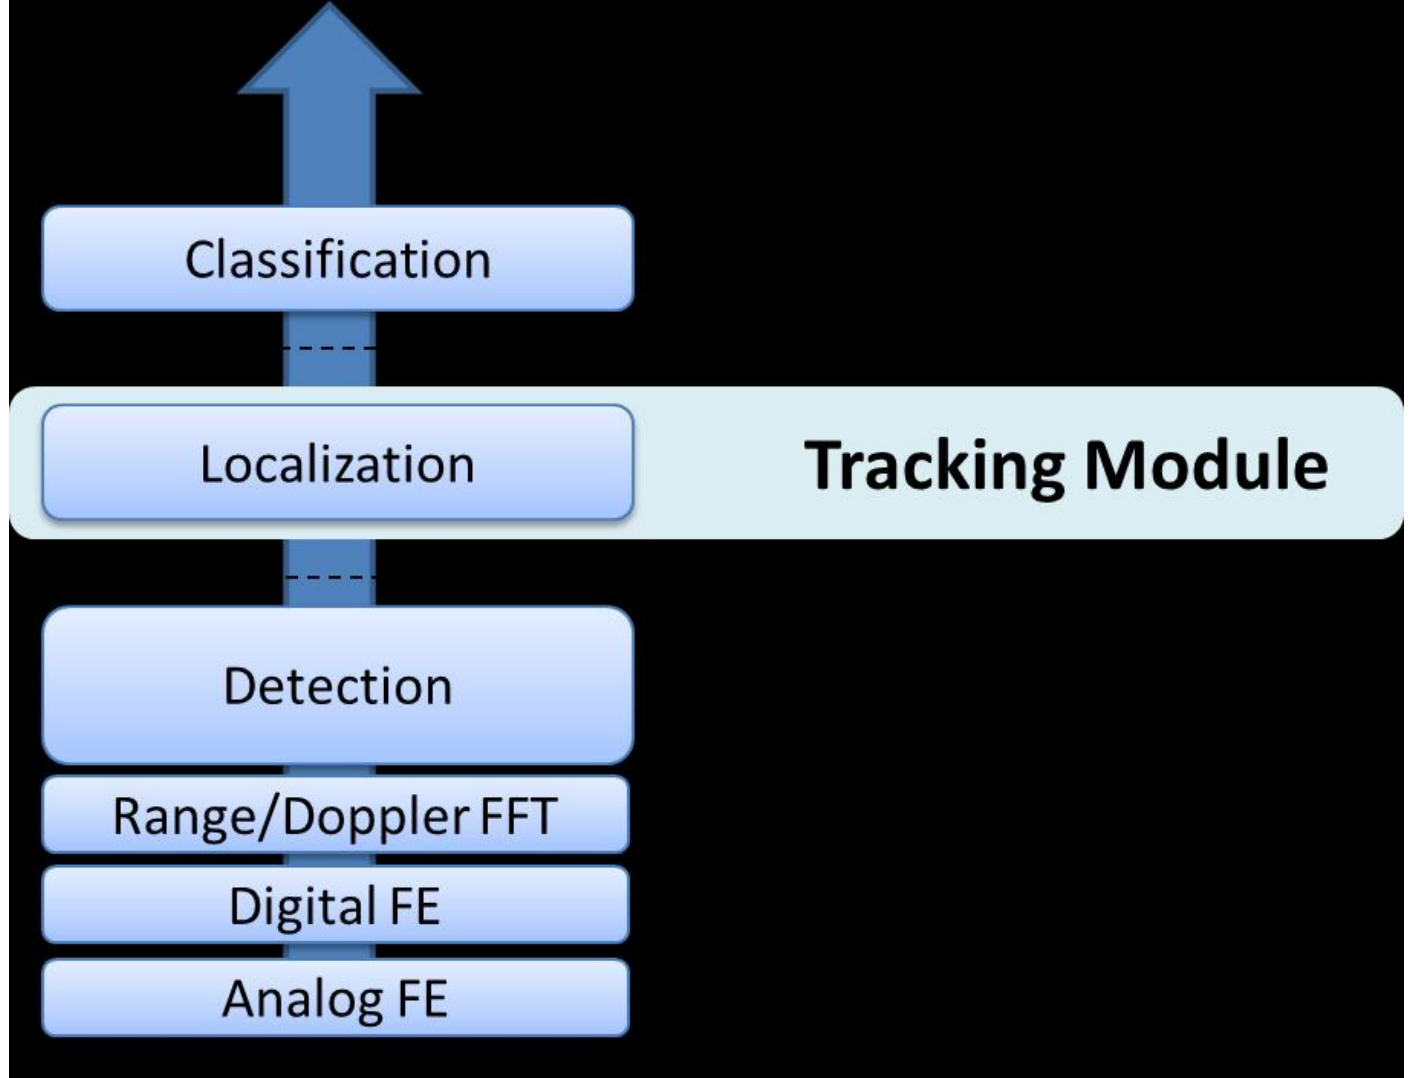 Classification
Localization
Tracking Module
Detection
Range/Doppler FFT
Digital FE
Analog FE